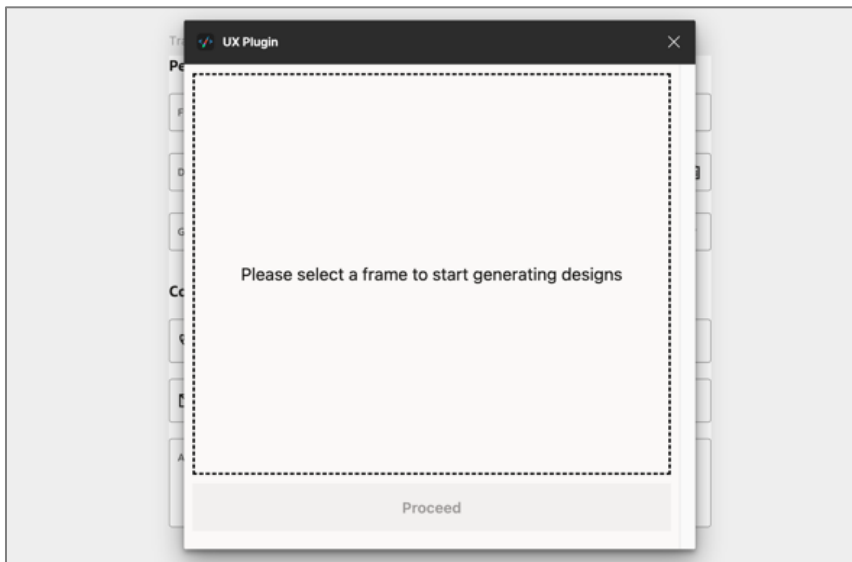 UX Plugin
Please select a frame to start generating designs
Proceed